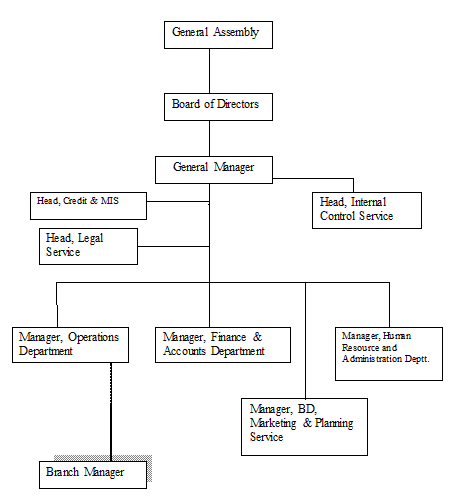 General Assembly
Board of Directors
General Manager
Head, Credit & MIS
Head, Internal
Control Service
Head, Legal
Service
Manager, Operations
Department
Manager, Finance &
Accounts Department
Manager, Human
Resource and
Administration Deptt.
Manager, BD,
Marketing & Planning
Service
Branch Manager